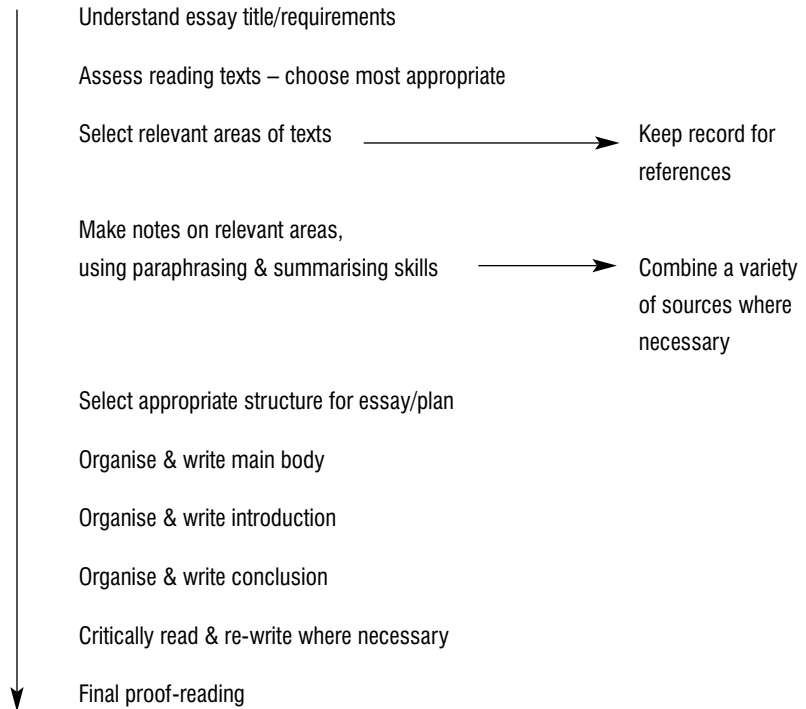 Understand essay title/requirements
Assess reading texts – choose most appropriate
Select relevant areas of texts
Keep record for
references
Make notes on relevant areas,
using paraphrasing & summarising skills
Combine a variety
of sources where
necessary
Select appropriate structure for essay/plan
Organise & write main body
Organise & write introduction
Organise & write conclusion
Critically read & re-write where necessary
Final proof-reading